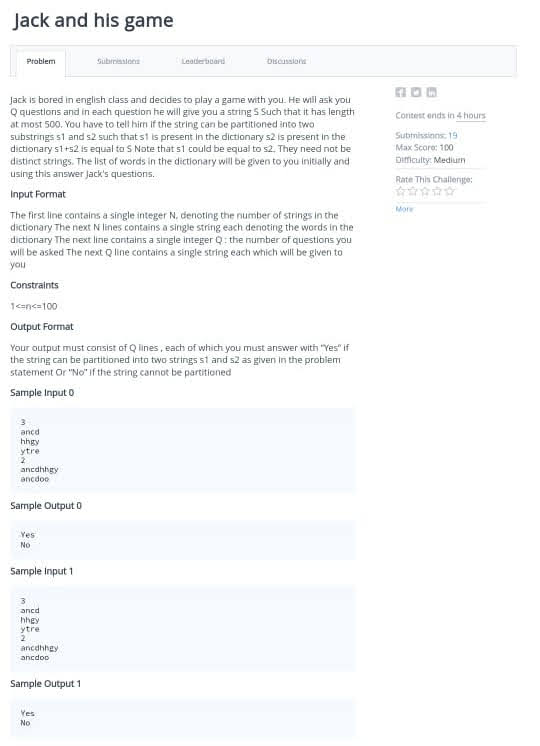 Jack and his game
Problem
Submissions
Leaderboard
Discussions
Jack is bored in english class and decides to play a game with you. He will ask you
Q questions and in each question he will give you a string S Such that it has length
at most 500. You have to tell him if the string can be partitioned into two
substrings s1 and s2 such that s1 is present in the dictionary s2 is present in the
dictionary s1+s2 is equal to S Note that s1 could be equal to s2. They need not be
distinct strings. The list of words in the dictionary will be given to you initially and
using this answer Jack's questions.
Input Format
The first line contains a single integer N, denoting the number of strings in the
dictionary The next N lines contains a single string each denoting the words in the
dictionary The next line contains a single integer Q : the number of questions you
will be asked The next Q line contains a single string each which will be given to
you
Constraints
1<=n<=100
Output Format
Your output must consist of Q lines , each of which you must answer with "Yes" if
the string can be partitioned into two strings s1 and s2 as given in the problem
statement Or "No" if the string cannot be partitioned
Sample Input 0
3
ancd
hhgy
ytre
2
ancdhhgy
ancdoo
Sample Output 0
Yes
No
Sample Input 1
3
ancd
hhgy
ytre
2
ancdhhgy
ancdoo
Sample Output 1
Yes
No
Contest ends in 4 hours
Submissions: 19
Max Score: 100
Difficulty: Medium
Rate This Challenge:
More